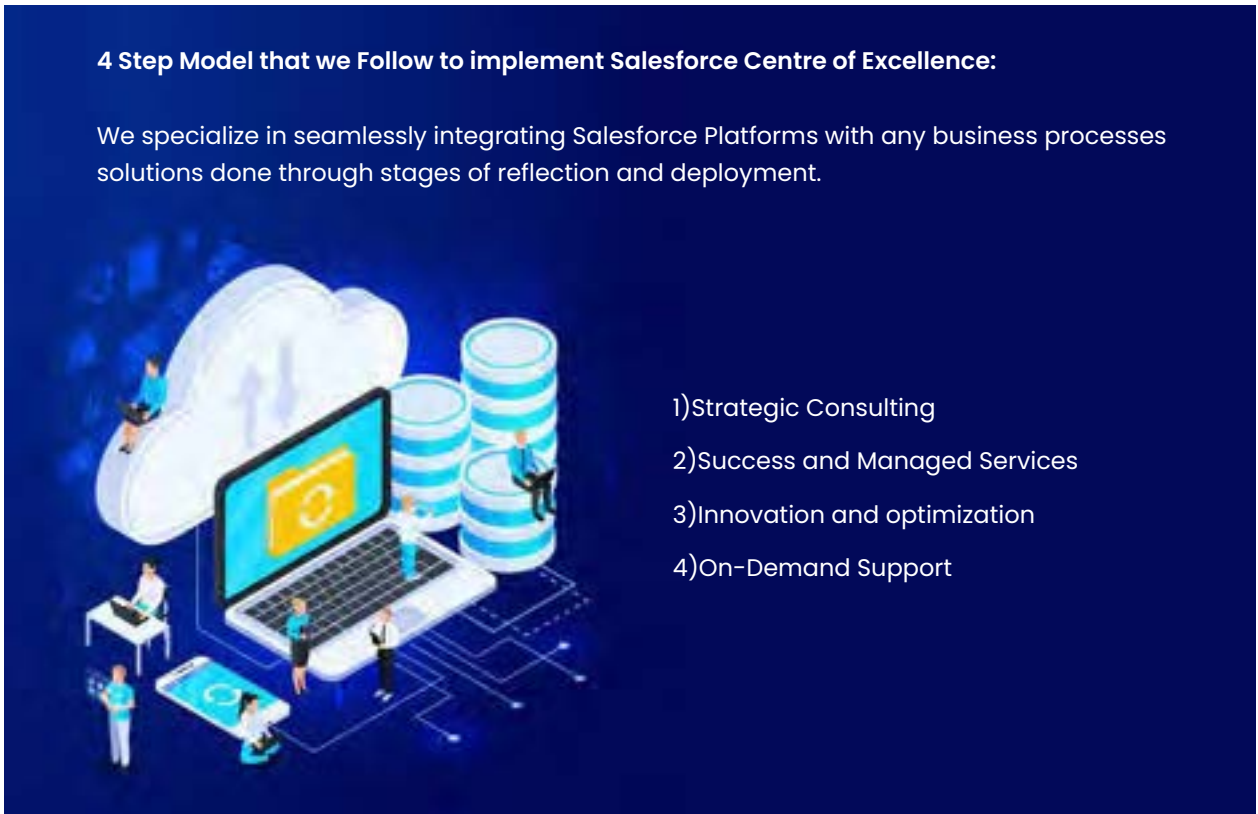 4 Step Model that we Follow to implement Salesforce Centre of Excellence:
We specialize in seamlessly integrating Salesforce Platforms with any business processes
solutions done through stages of reflection and deployment.
1)Strategic Consulting
2)Success and Managed Services
3)Innovation and optimization
4)On-Demand Support